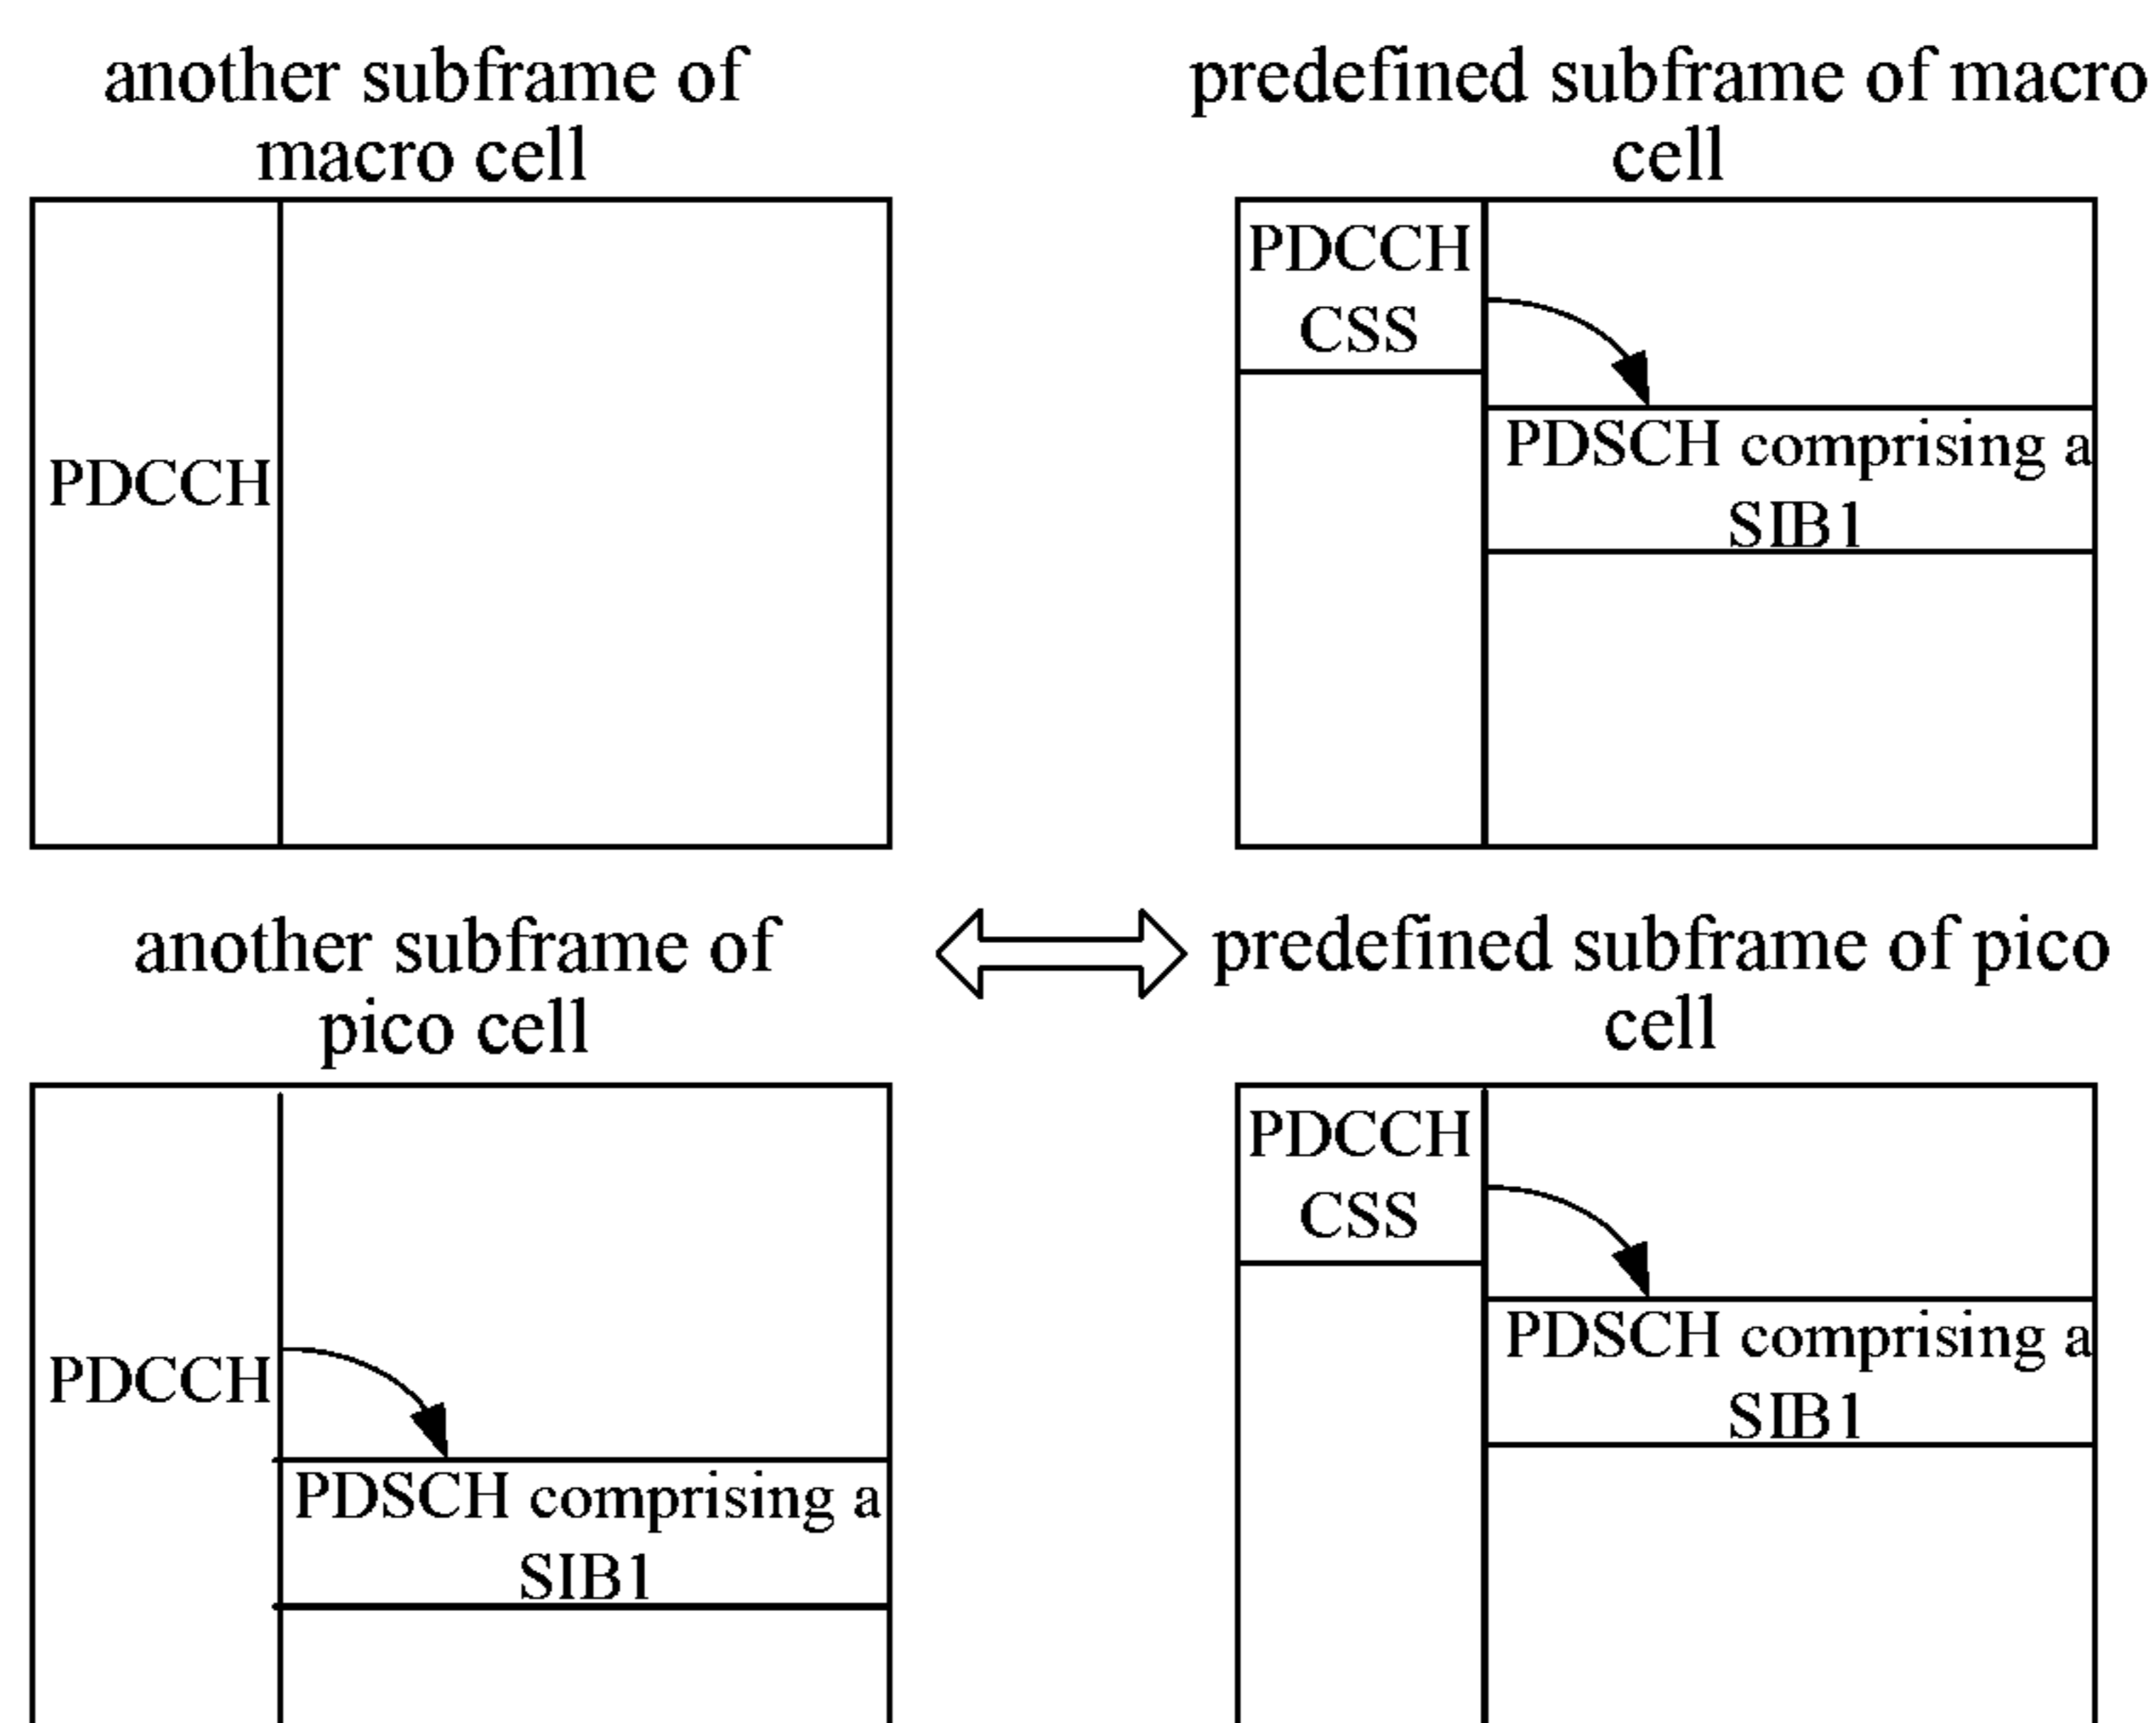 another subframe of
macro cell
PDCCH
predefined subframe of macro
cell
PDCCH
CSS
PDSCH comprising a
SIB1
another subframe of
pico cell
PDCCH
PDSCH comprising a
SIB1
predefined subframe of pico
cell
PDCCH
CSS
PDSCH comprising a
SIB1